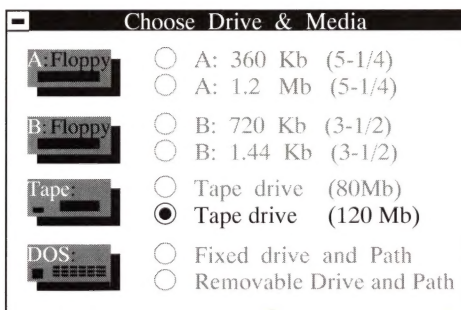 Choose Drive & Media
A:Floppy
A: 360 Kb (5-1/4)
A: 1.2 Mb (5-1/4)
B:Floppy
B: 720 Kb (3-1/2)
B: 1.44 Kb (3-1/2)
Tape:
Tape drive (80Mb)
Tape drive (120 Mb)
DOS:
Fixed drive and Path
Removable Drive and Path